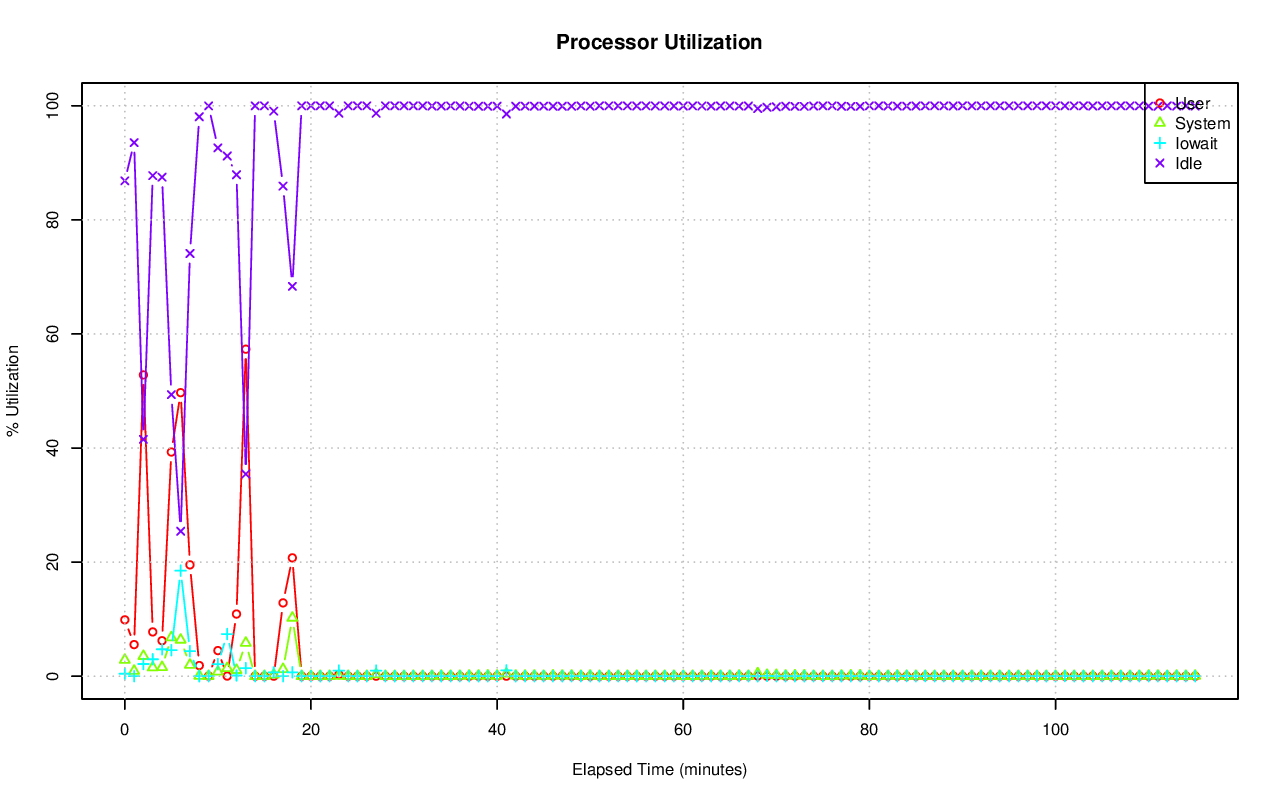 Processor Utilization
100
80
60
40
20
0
% Utilization
User
System
Iowait
Idle
0 20 40 60 80 100
Elapsed Time (minutes)